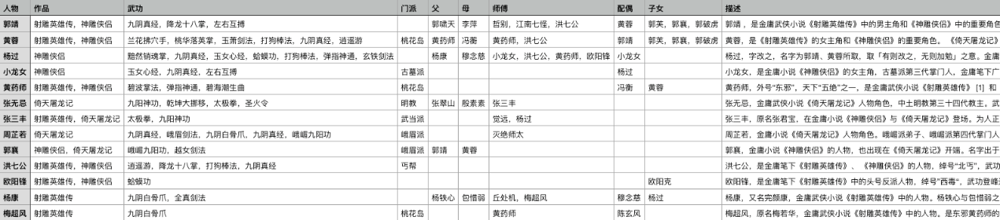 人物 作品 武功 门派 父 母 师傅 配偶 子女 描述
郭靖 射雕英雄传，神雕侠侣 九阴真经，降龙十八掌，左右互搏 郭啸天 李萍 哲别，江南七怪，洪七公 黄蓉 郭芙，郭襄，郭破虏 郭靖 ，是金庸武侠小说《射雕英雄传》中的男主角和《神雕侠侣》中的重要角色
黄蓉 射雕英雄传，神雕侠侣 兰花拂穴手，桃华落英掌，玉箫剑法，打狗棒法，九阴真经，逍遥游 桃花岛 黄药师 冯蘅 黄药师，洪七公 郭靖 郭芙，郭襄，郭破虏 黄蓉，是《射雕英雄传》的女主角和《神雕侠侣》的重要角色。《倚天屠龙记》
杨过 神雕侠侣 黯然销魂掌，九阴真经，玉女心经，蛤蟆功，打狗棒法，弹指神通，玄铁剑法 杨康 穆念慈 小龙女，洪七公，黄药师，欧阳锋 小龙女 杨过，字改之，名字为郭靖、黄蓉所取，取「有则改之，无则加勉」之意。金庸
小龙女 神雕侠侣 玉女心经，九阴真经，左右互搏 古墓派 杨过 小龙女，是金庸小说《神雕侠侣》的女主角，古墓派第三代掌门人，金庸笔下广
黄药师 射雕英雄传，神雕侠侣 碧波掌法，弹指神通，碧海潮生曲 桃花岛 冯衡 黄蓉 黄药师，外号“东邪”，天下“五绝”之一，是金庸武侠小说《射雕英雄传》 [1] 和
张无忌 倚天屠龙记 九阳神功，乾坤大挪移，太极拳，圣火令 明教 张翠山 殷素素 张三丰 张无忌，金庸武侠小说《倚天屠龙记》人物角色，中土明教第三十四代教主。武
张三丰 射雕英雄传，倚天屠龙记 太极拳，九阳神功 武当派 觉远，杨过 张三丰，原名张君宝，在金庸小说《神雕侠侣》与《倚天屠龙记》登场。为人正
周芷若 倚天屠龙记 九阴真经，峨眉剑法，九阴白骨爪，九阴真经，峨嵋九阳功 峨眉派 灭绝师太 周芷若，金庸小说《倚天屠龙记》人物角色。峨嵋派弟子、峨嵋派第四代掌门人
郭襄 神雕侠侣，倚天屠龙记 峨嵋九阳功，越女剑法 峨眉派 郭靖 黄蓉 郭襄，金庸小说《神雕侠侣》的人物，也出现在《倚天屠龙记》开端。名字出于
洪七公 射雕英雄传，神雕侠侣 逍遥游，降龙十八掌，打狗棒法，九阴真经 丐帮 洪七公，是金庸笔下《射雕英雄传》、《神雕侠侣》的人物，绰号“北丐”，武功
欧阳锋 射雕英雄传，神雕侠侣 蛤蟆功 欧阳克 欧阳锋，是金庸笔下《射雕英雄传》中的头号反派人物，绰号“西毒“，武功登峰
杨康 射雕英雄传 九阴白骨爪，全真剑法 杨铁心 包惜弱 丘处机，梅超风 穆念慈 杨过 杨康，又名完颜康，金庸武侠小说《射雕英雄传》中的人物。杨铁心与包惜弱之
梅超风 射雕英雄传 九阴白骨爪 桃花岛 黄药师 陈玄风 梅超风，原名梅若华，金庸武侠小说《射雕英雄传》中的人物。是东邪黄药师的